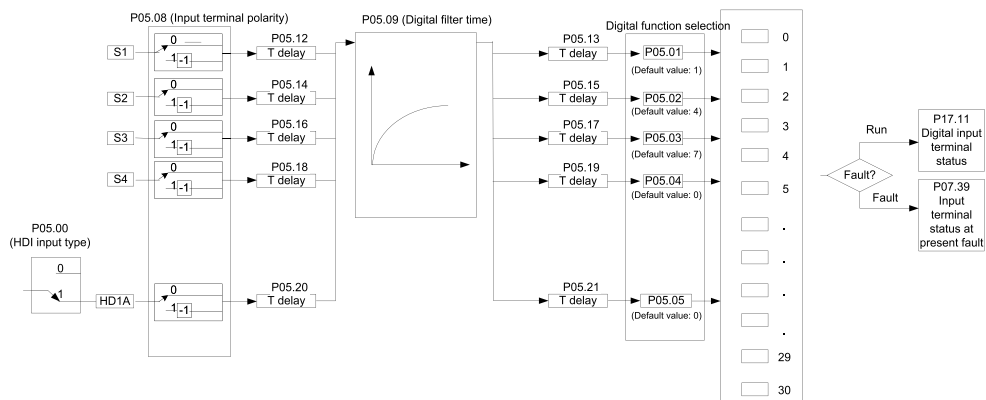 P05.08 (Input terminal polarity)
P05.09 (Digital filter time)
Digital function selection
S1
0
1
-1
P05.12
T delay
P05.13
T delay
P05.01
(Default value: 1)
S2
0
1
-1
P05.14
T delay
P05.15
T delay
P05.02
(Default value: 4)
S3
0
1
-1
P05.16
T delay
P05.17
T delay
P05.03
(Default value: 7)
S4
0
1
-1
P05.18
T delay
P05.19
T delay
P05.04
(Default value: 0)
P05.00
(HDI input type)
0
1
HD1A
0
1
-1
P05.20
T delay
P05.21
T delay
P05.05
(Default value: 0)
0
1
2
3
4
5
.
.
.
.
29
30
Fault?
Run
Fault
P17.11
Digital input
terminal
status
P07.39
Input
terminal
status at
present fault